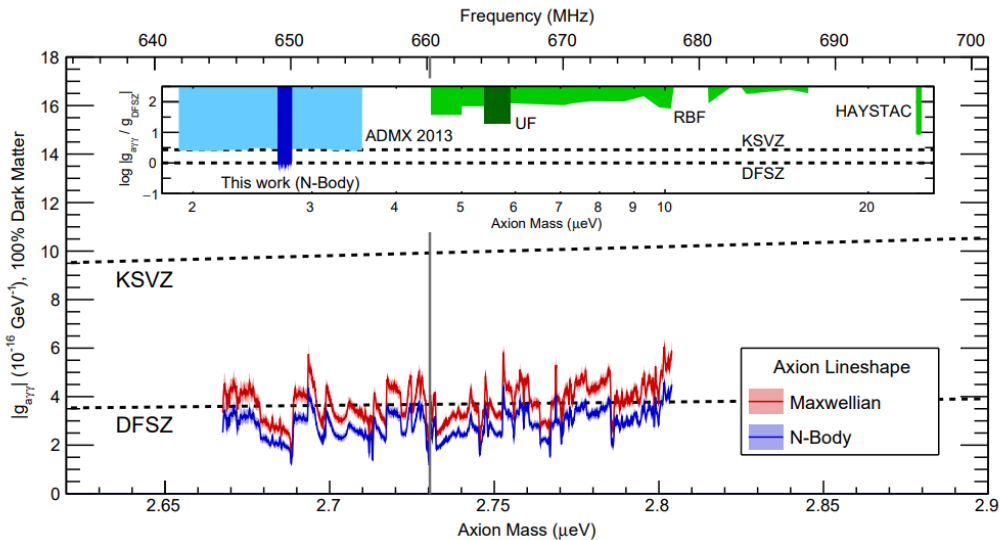 Frequency (MHz)
640 650 660 670 680 690 700
18
16
14
12
10
8
6
4
2
0
|g_aγγ| (10⁻¹⁶ GeV⁻¹), 100% Dark Matter
log |g_aγγ / g_DFSZ|
2
1
0
−1
ADMX 2013
UF
RBF
HAYSTAC
KSVZ
DFSZ
This work (N-Body)
2 3 4 5 6 7 8 9 10 20
Axion Mass (μeV)
KSVZ
DFSZ
Axion Lineshape
Maxwellian
N-Body
2.65 2.7 2.75 2.8 2.85 2.9
Axion Mass (μeV)